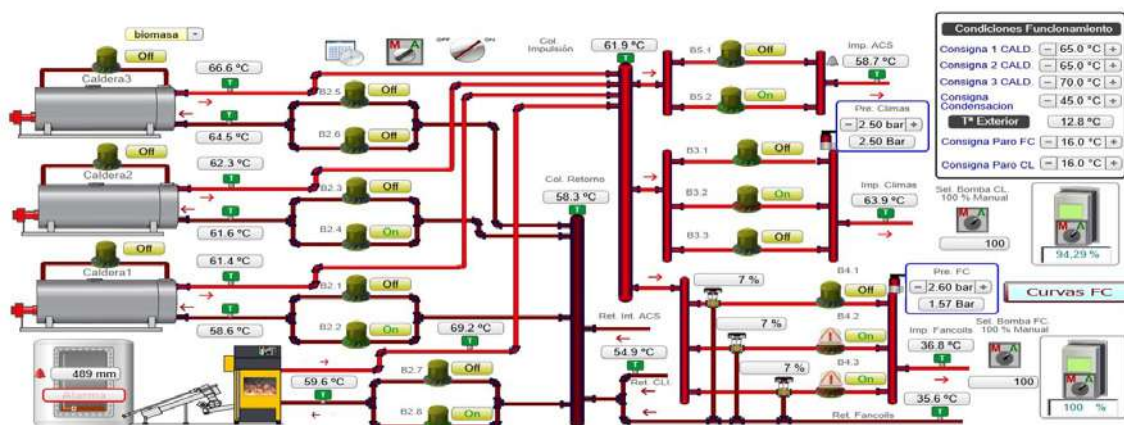 biomasa
Off
Caldera3
66.6 ºC
64.5 ºC
B2.5
Off
B2.6
Off
Off
Caldera2
62.3 ºC
61.6 ºC
B2.3
Off
B2.4
On
Off
Caldera1
61.4 ºC
58.6 ºC
B2.1
Off
B2.2
On
69.2 ºC
489 mm
Alarma
59.6 ºC
B2.7
Off
B2.8
On
M A
OFF
ON
Col.
Impulsión
61.9 ºC
Col. Retorno
58.3 ºC
Ret. Int. ACS
54.9 ºC
Ret. CLI.
B5.1
Off
B5.2
On
Imp. ACS
58.7 ºC
Pre. Climas
2.50 bar
2.50 Bar
B3.1
Off
B3.2
On
B3.3
Off
Imp. Climas
63.9 ºC
7 %
7 %
7 %
B4.1
Off
B4.2
On
B4.3
On
Pre. FC
2.60 bar
1.57 Bar
Imp. Fancoils
36.8 ºC
35.6 ºC
Ret. Fancoils
Condiciones Funcionamiento
Consigna 1 CALD. − 65.0 ºC +
Consigna 2 CALD. − 65.0 ºC +
Consigna 3 CALD. − 70.0 ºC +
Consigna
Condensacion − 45.0 ºC +
Tª Exterior 12.8 ºC
Consigna Paro FC − 16.0 ºC +
Consigna Paro CL − 16.0 ºC +
Sel. Bomba CL.
100 % Manual
M A
100
M A
94,29 %
Curvas FC
Sel. Bomba FC.
100 % Manual
M A
100
M A
100 %